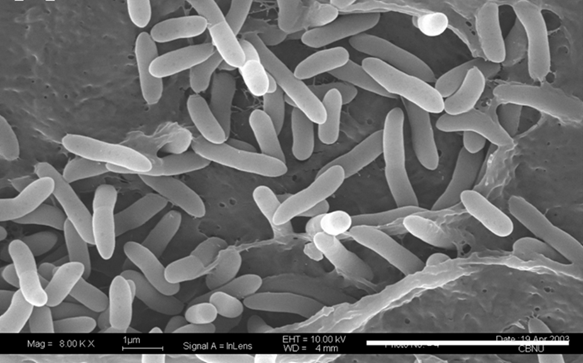 Mag = 8.00 K X 1µm Signal A = InLens EHT = 10.00 kV Date :19 Apr 2003
WD = 4 mm CBNU